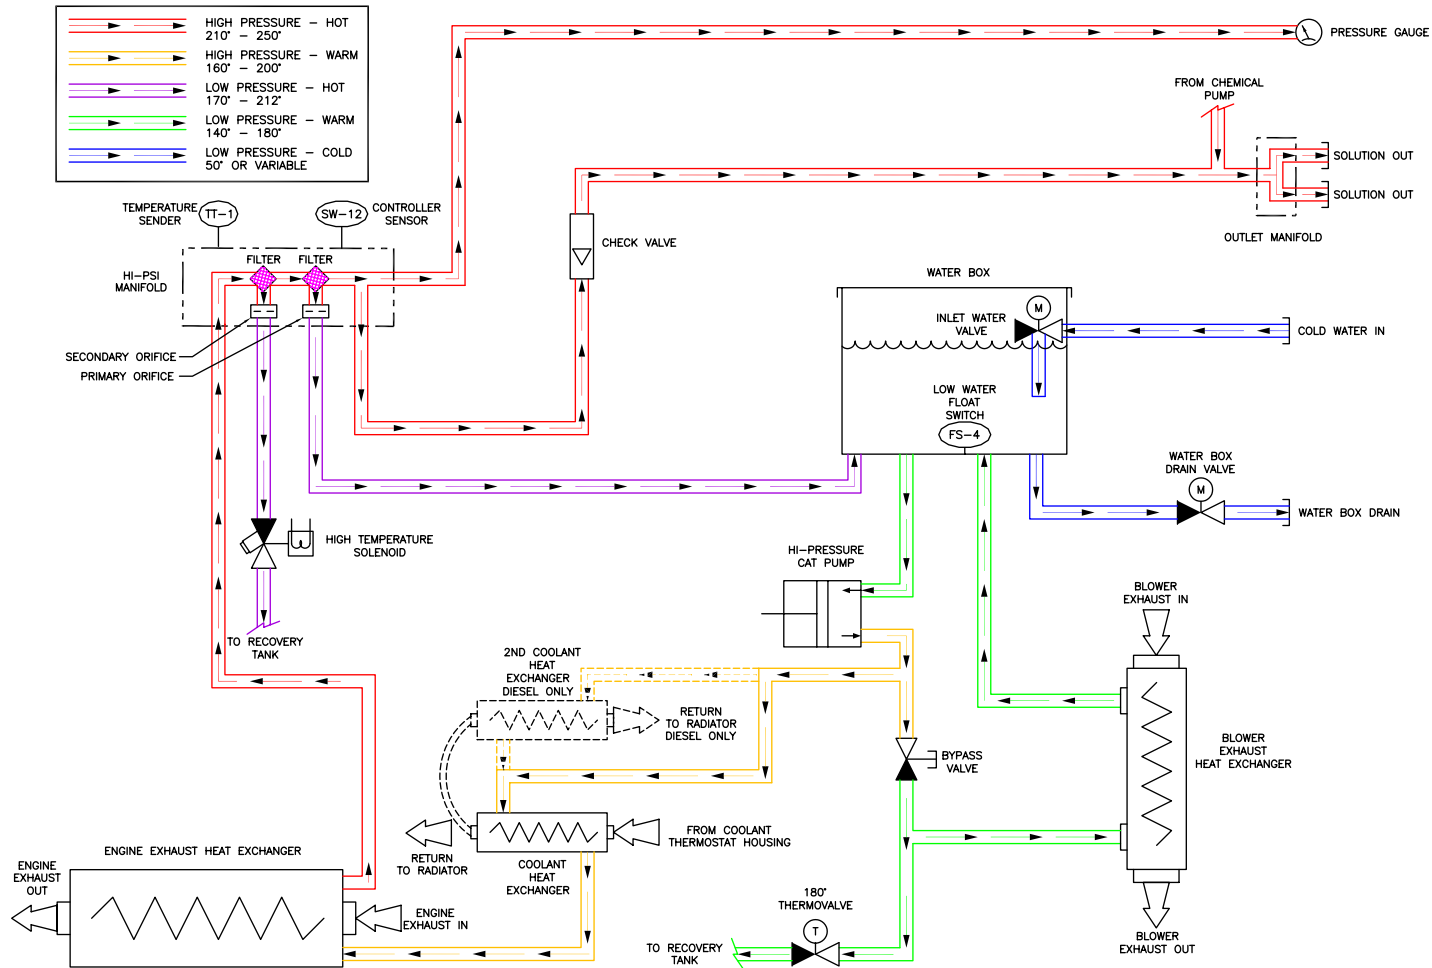 HIGH PRESSURE – HOT
210° – 250°
HIGH PRESSURE – WARM
160° – 200°
LOW PRESSURE – HOT
170° – 212°
LOW PRESSURE – WARM
140° – 180°
LOW PRESSURE – COLD
50° OR VARIABLE
PRESSURE GAUGE
FROM CHEMICAL
PUMP
SOLUTION OUT
SOLUTION OUT
OUTLET MANIFOLD
TEMPERATURE
SENDER
TT-1
SW-12
CONTROLLER
SENSOR
HI-PSI
MANIFOLD
FILTER
FILTER
CHECK VALVE
SECONDARY ORIFICE
PRIMARY ORIFICE
WATER BOX
INLET WATER
VALVE
M
COLD WATER IN
LOW WATER
FLOAT
SWITCH
FS-4
WATER BOX
DRAIN VALVE
M
WATER BOX DRAIN
HIGH TEMPERATURE
SOLENOID
TO RECOVERY
TANK
HI-PRESSURE
CAT PUMP
BLOWER
EXHAUST IN
2ND COOLANT
HEAT
EXCHANGER
DIESEL ONLY
RETURN
TO RADIATOR
DIESEL ONLY
BYPASS
VALVE
BLOWER
EXHAUST
HEAT EXCHANGER
FROM COOLANT
THERMOSTAT HOUSING
RETURN
TO RADIATOR
COOLANT
HEAT
EXCHANGER
ENGINE EXHAUST HEAT EXCHANGER
ENGINE
EXHAUST
OUT
ENGINE
EXHAUST IN
180°
THERMOVALVE
T
TO RECOVERY
TANK
BLOWER
EXHAUST OUT